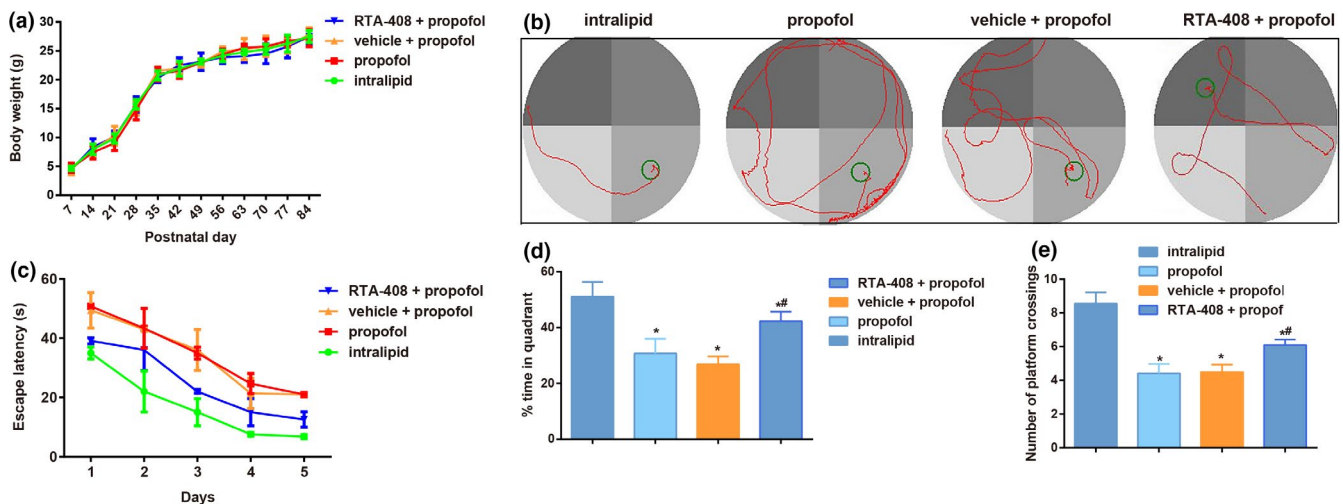 (a)
RTA-408 + propofol
vehicle + propofol
propofol
intralipid
Body weight (g)
30
25
20
15
10
5
0
7 14 21 28 35 42 49 56 63 70 77 84
Postnatal day
(b)
intralipid propofol vehicle + propofol RTA-408 + propofol
(c)
RTA-408 + propofol
vehicle + propofol
propofol
intralipid
Escape latency (s)
60
40
20
0
1 2 3 4 5
Days
(d)
RTA-408 + propofol
vehicle + propofol
propofol
intralipid
% time in quadrant
60
40
20
0
* * *#
(e)
intralipid
propofol
vehicle + propofol
RTA-408 + propof
Number of platform crossings
10
8
6
4
2
0
* * *#